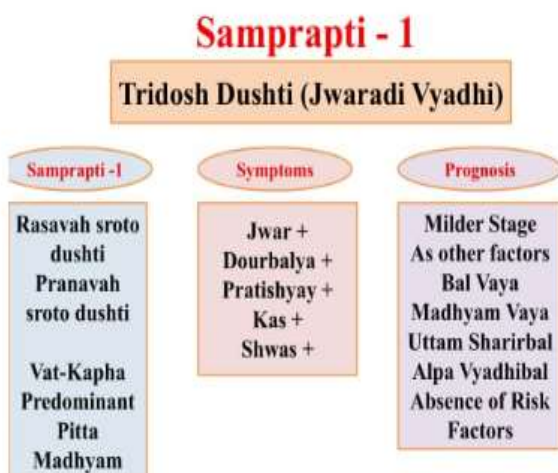 Samprapti - 1
Tridosh Dushti (Jwaradi Vyadhi)
Samprapti -1
Rasavah sroto
dushti
Pranavah
sroto dushti
Vat-Kapha
Predominant
Pitta
Madhyam
Symptoms
Jwar +
Dourbalya +
Pratishyay +
Kas +
Shwas +
Prognosis
Milder Stage
As other factors
Bal Vaya
Madhyam Vaya
Uttam Sharirbal
Alpa Vyadhibal
Absence of Risk
Factors